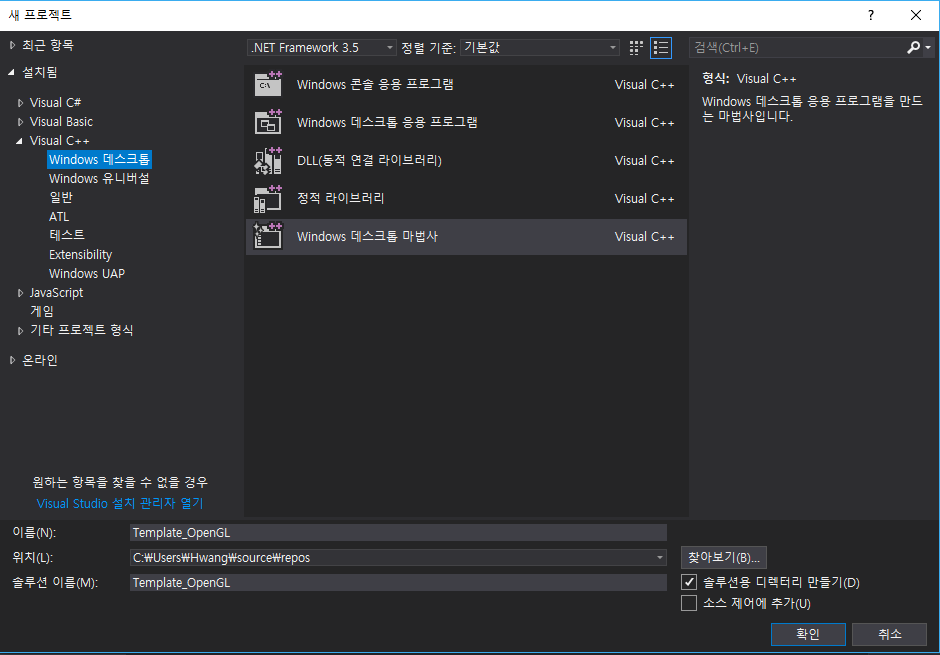 새 프로젝트
?
최근 항목
.NET Framework 3.5
정렬 기준:
기본값
검색(Ctrl+E)
설치됨
Visual C#
Visual Basic
Visual C++
Windows 데스크톱
Windows 유니버설
일반
ATL
테스트
Extensibility
Windows UAP
JavaScript
게임
기타 프로젝트 형식
온라인
원하는 항목을 찾을 수 없을 경우
Visual Studio 설치 관리자 열기
Windows 콘솔 응용 프로그램 Visual C++
Windows 데스크톱 응용 프로그램 Visual C++
DLL(동적 연결 라이브러리) Visual C++
정적 라이브러리 Visual C++
Windows 데스크톱 마법사 Visual C++
형식: Visual C++
Windows 데스크톱 응용 프로그램을 만드
는 마법사입니다.
이름(N): Template_OpenGL
위치(L): C:₩Users₩Hwang₩source₩repos
찾아보기(B)...
솔루션 이름(M): Template_OpenGL
솔루션용 디렉터리 만들기(D)
소스 제어에 추가(U)
확인
취소